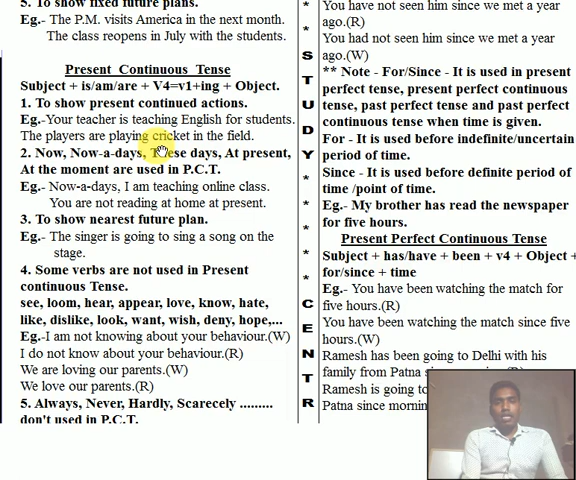 5. To show fixed future plans.
Eg.- The P.M. visits America in the next month.
The class reopens in July with the students.
Present Continuous Tense
Subject + is/am/are + V4=v1+ing + Object.
1. To show present continued actions.
Eg.- Your teacher is teaching English for students.
The players are playing cricket in the field.
2. Now, Now-a-days, These days, At present,
At the moment are used in P.C.T.
Eg.- Now-a-days, I am teaching online class.
You are not reading at home at present.
3. To show nearest future plan.
Eg.- The singer is going to sing a song on the
stage.
4. Some verbs are not used in Present
continuous Tense.
see, loom, hear, appear, love, know, hate,
like, dislike, look, want, wish, deny, hope,...
Eg.- I am not knowing about your behaviour.(W)
I do not know about your behaviour.(R)
We are loving our parents.(W)
We love our parents.(R)
5. Always, Never, Hardly, Scarecely .........
don't used in P.C.T.
*
*
S
T
U
D
Y
*
*
*
*
*
*
C
E
N
T
R
You have not seen him since we met a year
ago.(R)
You had not seen him since we met a year
ago.(W)
** Note - For/Since - It is used in present
perfect tense, present perfect continuous
tense, past perfect tense and past perfect
continuous tense when time is given.
For - It is used before indefinite/uncertain
period of time.
Since - It is used before definite period of
time /point of time.
Eg.- My brother has read the newspaper
for five hours.
Present Perfect Continuous Tense
Subject + has/have + been + v4 + Object +
for/since + time
Eg.- You have been watching the match for
five hours.(R)
You have been watching the match since five
hours.(W)
Ramesh has been going to Delhi with his
family from Patna
Ramesh is going to
Patna since